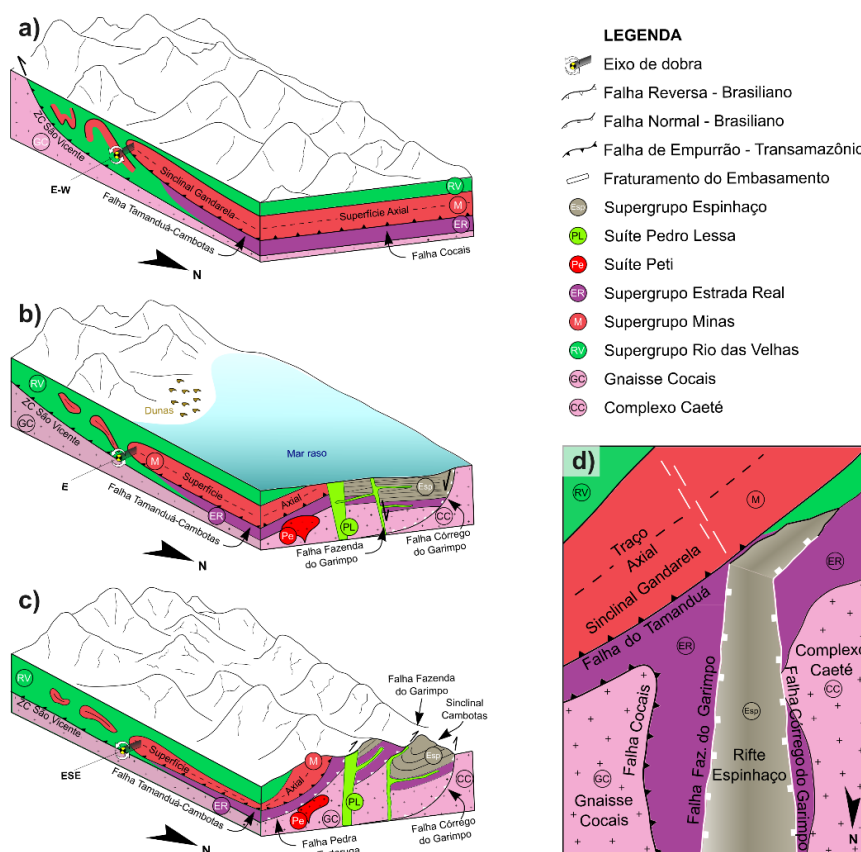 a)
ZC São Vicente
GC
E-W
Sinclinal Gandarela
Falha Tamanduá-Cambotas
N
Superfície Axial
RV
M
ER
Falha Cocais
b)
RV
Dunas
Mar raso
ZC São Vicente
GC
E
M
Superfície
Axial
Falha Tamanduá-Cambotas
ER
N
Pe
PL
Esp
CC
Falha Fazenda
do Garimpo
Falha Córrego
do Garimpo
c)
Falha Fazenda
do Garimpo
Sinclinal
Cambotas
RV
ZC São Vicente
ESE
Superfície
Axial
M
Falha Tamanduá-Cambotas
ER
N
Pe
GC
PL
Esp
CC
Falha Pedra
Falha Córrego
do Garimpo
LEGENDA
Eixo de dobra
Falha Reversa - Brasiliano
Falha Normal - Brasiliano
Falha de Empurrão - Transamazôni
Fraturamento do Embasamento
Esp Supergrupo Espinhaço
PL Suíte Pedro Lessa
Pe Suíte Peti
ER Supergrupo Estrada Real
M Supergrupo Minas
RV Supergrupo Rio das Velhas
GC Gnaisse Cocais
CC Complexo Caeté
d)
RV
M
Traço
Axial
Sinclinal Gandarela
Falha do Tamanduá
ER
ER
Complexo
Caeté
CC
Falha Cocais
Falha Faz. do Garimpo
Esp
Rifte
Espinhaço
Falha Córrego do Garimpo
GC
Gnaisse
Cocais
N